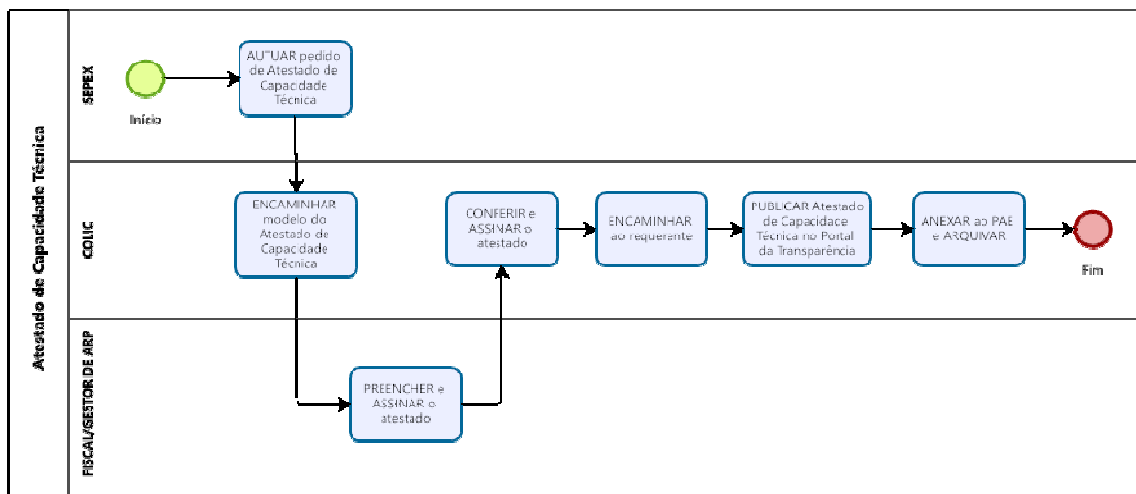 Atestado de Capacidade Técnica
SEPEX
Início
AUTUAR pedido
de Atestado de
Capacidade
Técnica
COLIC
ENCAMINHAR
modelo do
Atestado de
Capacidade
Técnica
CONFERIR e
ASSINAR o
atestado
ENCAMINHAR
ao requerante
PUBLICAR Atestado
de Capacidace
Técnica no Portal
da Transparência
ANEXAR ao PAE
e ARQUIVAR
Fim
FISCAL/GESTOR DE ARP
PREENCHER e
ASSINAR o
atestado